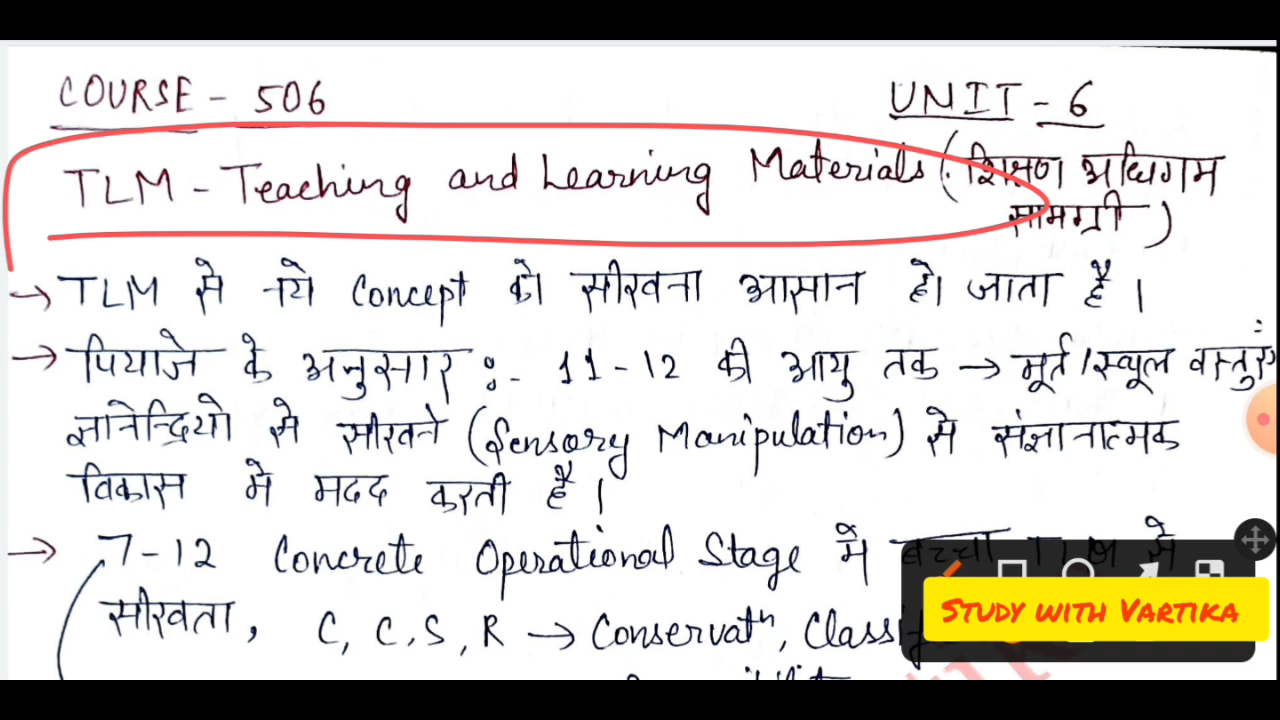 COURSE - 506
UNIT - 6
TLM - Teaching and Learning Materials (शिक्षण अधिगम
सामग्री)
→ TLM से नये Concept को सीखना आसान हो जाता है ।
→ पियाजे के अनुसार :- 11-12 की आयु तक → मूर्त/स्थूल वस्तुएं
ज्ञानेन्द्रियो से सीखने (Sensory Manipulation) से संज्ञानात्मक
विकास मे मदद करती है ।
→ 7-12 Concrete Operational Stage में बच्चा से
सीखता, C, C, S, R → Conservatn, Classif
STUDY WITH VARTIKA